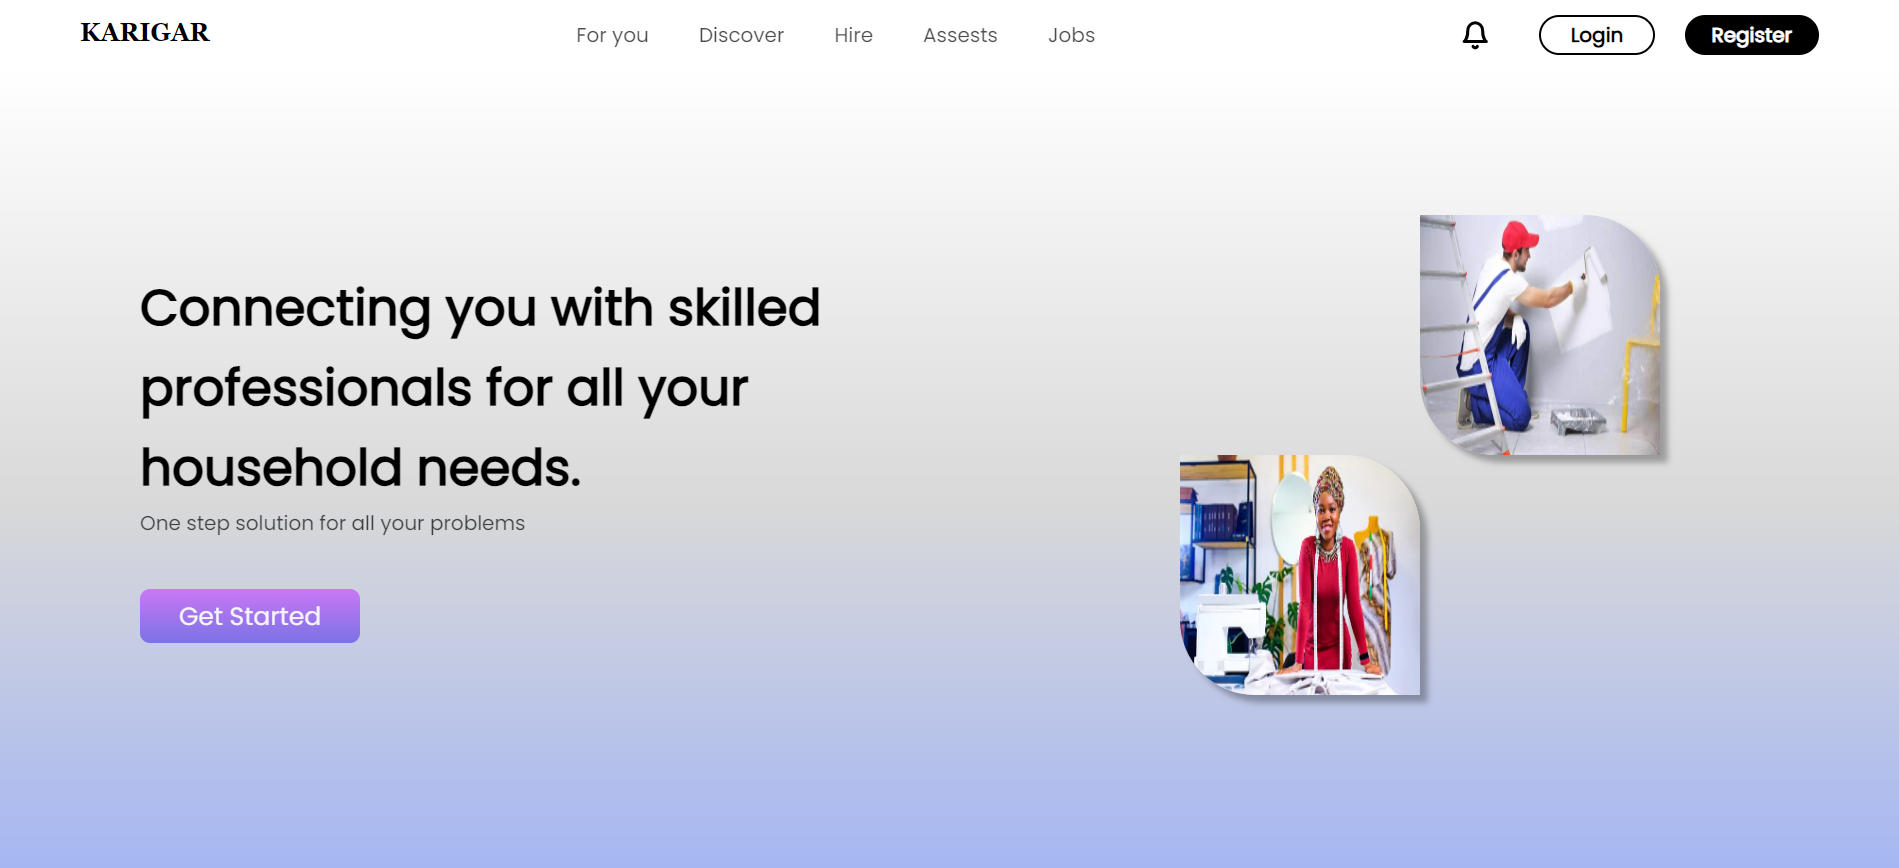 KARIGAR
For you
Discover
Hire
Assests
Jobs
Login
Register
Connecting you with skilled
professionals for all your
household needs.
One step solution for all your problems
Get Started